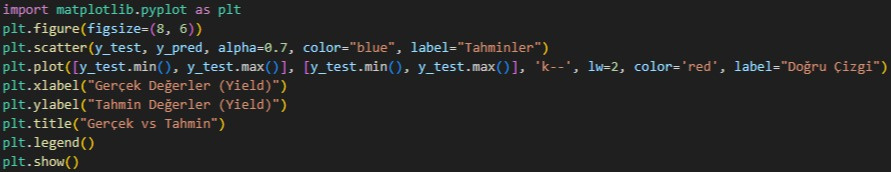 import matplotlib.pyplot as plt
plt.figure(figsize=(8, 6))
plt.scatter(y_test, y_pred, alpha=0.7, color="blue", label="Tahminler")
plt.plot([y_test.min(), y_test.max()], [y_test.min(), y_test.max()], 'k--', lw=2, color='red', label="Doğru Çizgi")
plt.xlabel("Gerçek Değerler (Yield)")
plt.ylabel("Tahmin Değerler (Yield)")
plt.title("Gerçek vs Tahmin")
plt.legend()
plt.show()